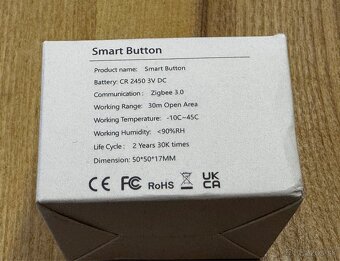 Smart Button
Product name: Smart Button
Battery: CR 2450 3V DC
Communication : Zigbee 3.0
Working Range: 30m Open Area
Working Temperature: -10C~45C
Working Humidity: <90%RH
Life Cycle : 2 Years 30K times
Dimension: 50*50*17MM
CE FC RoHS UK
CA